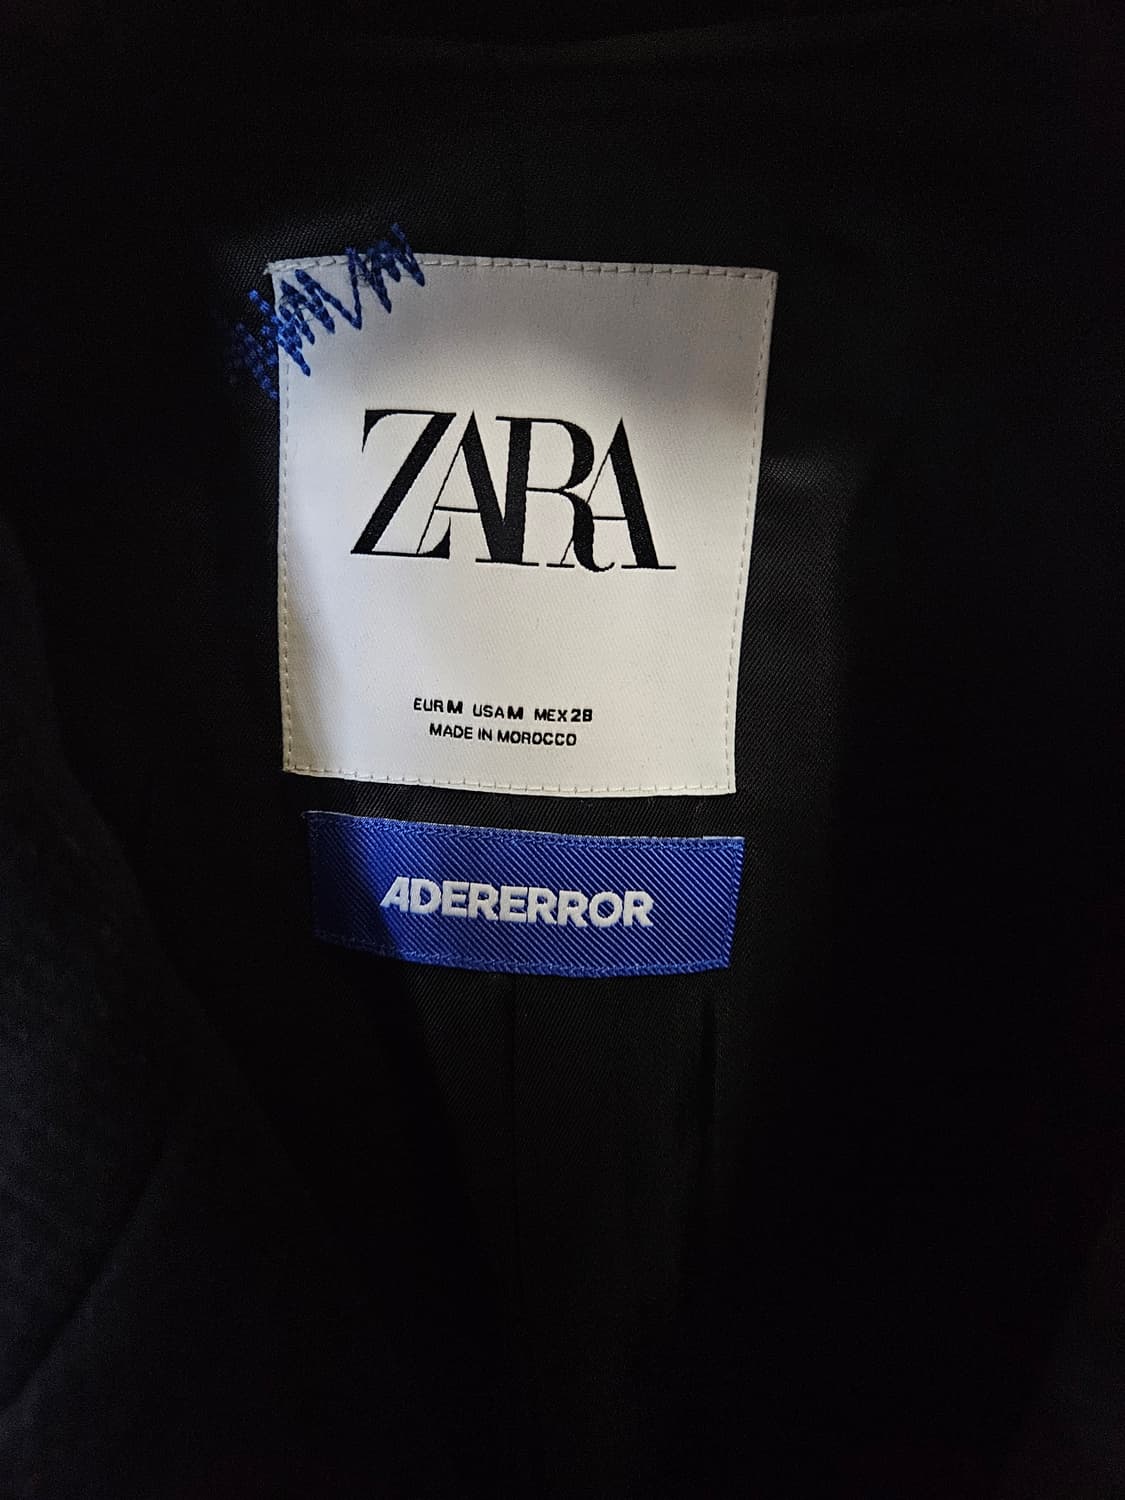 ZARA
EUR M USA M MEX 28
MADE IN MOROCCO
ADERERROR